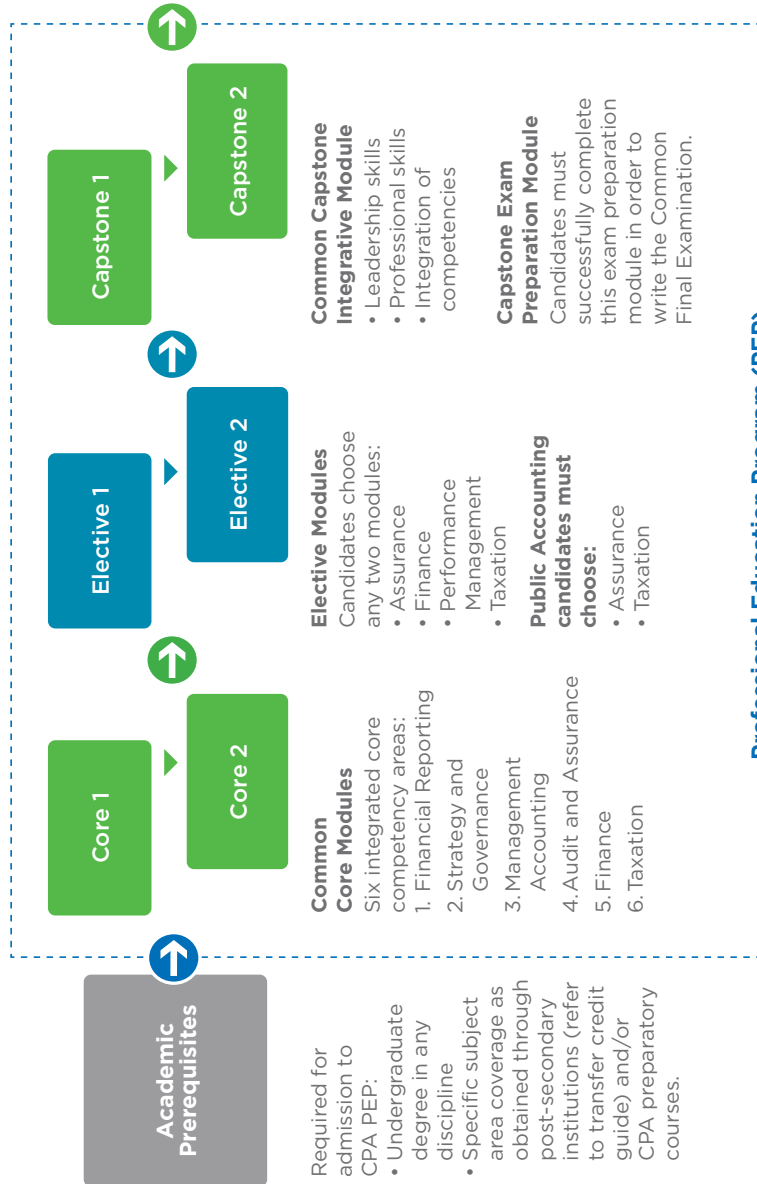 Academic
Prerequisites
Required for
admission to
CPA PEP:
• Undergraduate
degree in any
discipline
• Specific subject
area coverage as
obtained through
post-secondary
institutions (refer
to transfer credit
guide) and/or
CPA preparatory
courses.
Core 1
Core 2
Common
Core Modules
Six integrated core
competency areas:
1. Financial Reporting
2. Strategy and
Governance
3. Management
Accounting
4. Audit and Assurance
5. Finance
6. Taxation
Elective 1
Elective 2
Elective Modules
Candidates choose
any two modules:
• Assurance
• Finance
• Performance
Management
• Taxation
Public Accounting
candidates must
choose:
• Assurance
• Taxation
Capstone 1
Capstone 2
Common Capstone
Integrative Module
• Leadership skills
• Professional skills
• Integration of
competencies
Capstone Exam
Preparation Module
Candidates must
successfully complete
this exam preparation
module in order to
write the Common
Final Examination.
Professional Education Program (PEP)